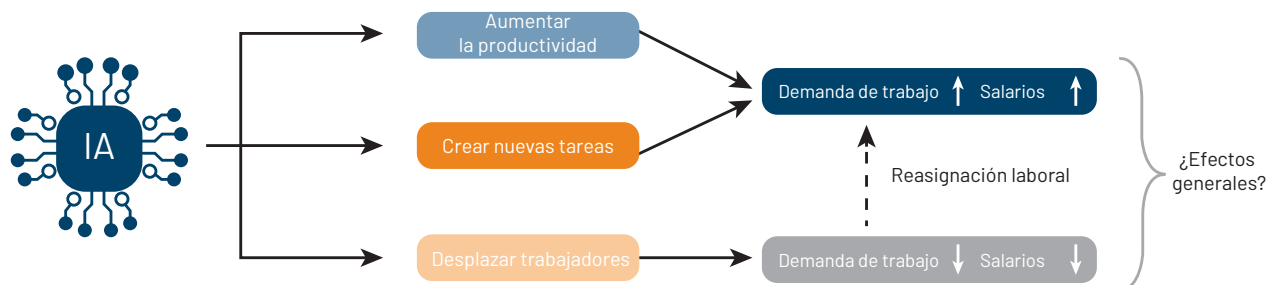 IA
Aumentar
la productividad
Crear nuevas tareas
Desplazar trabajadores
Demanda de trabajo Salarios
Reasignación laboral
Demanda de trabajo Salarios
¿Efectos
generales?